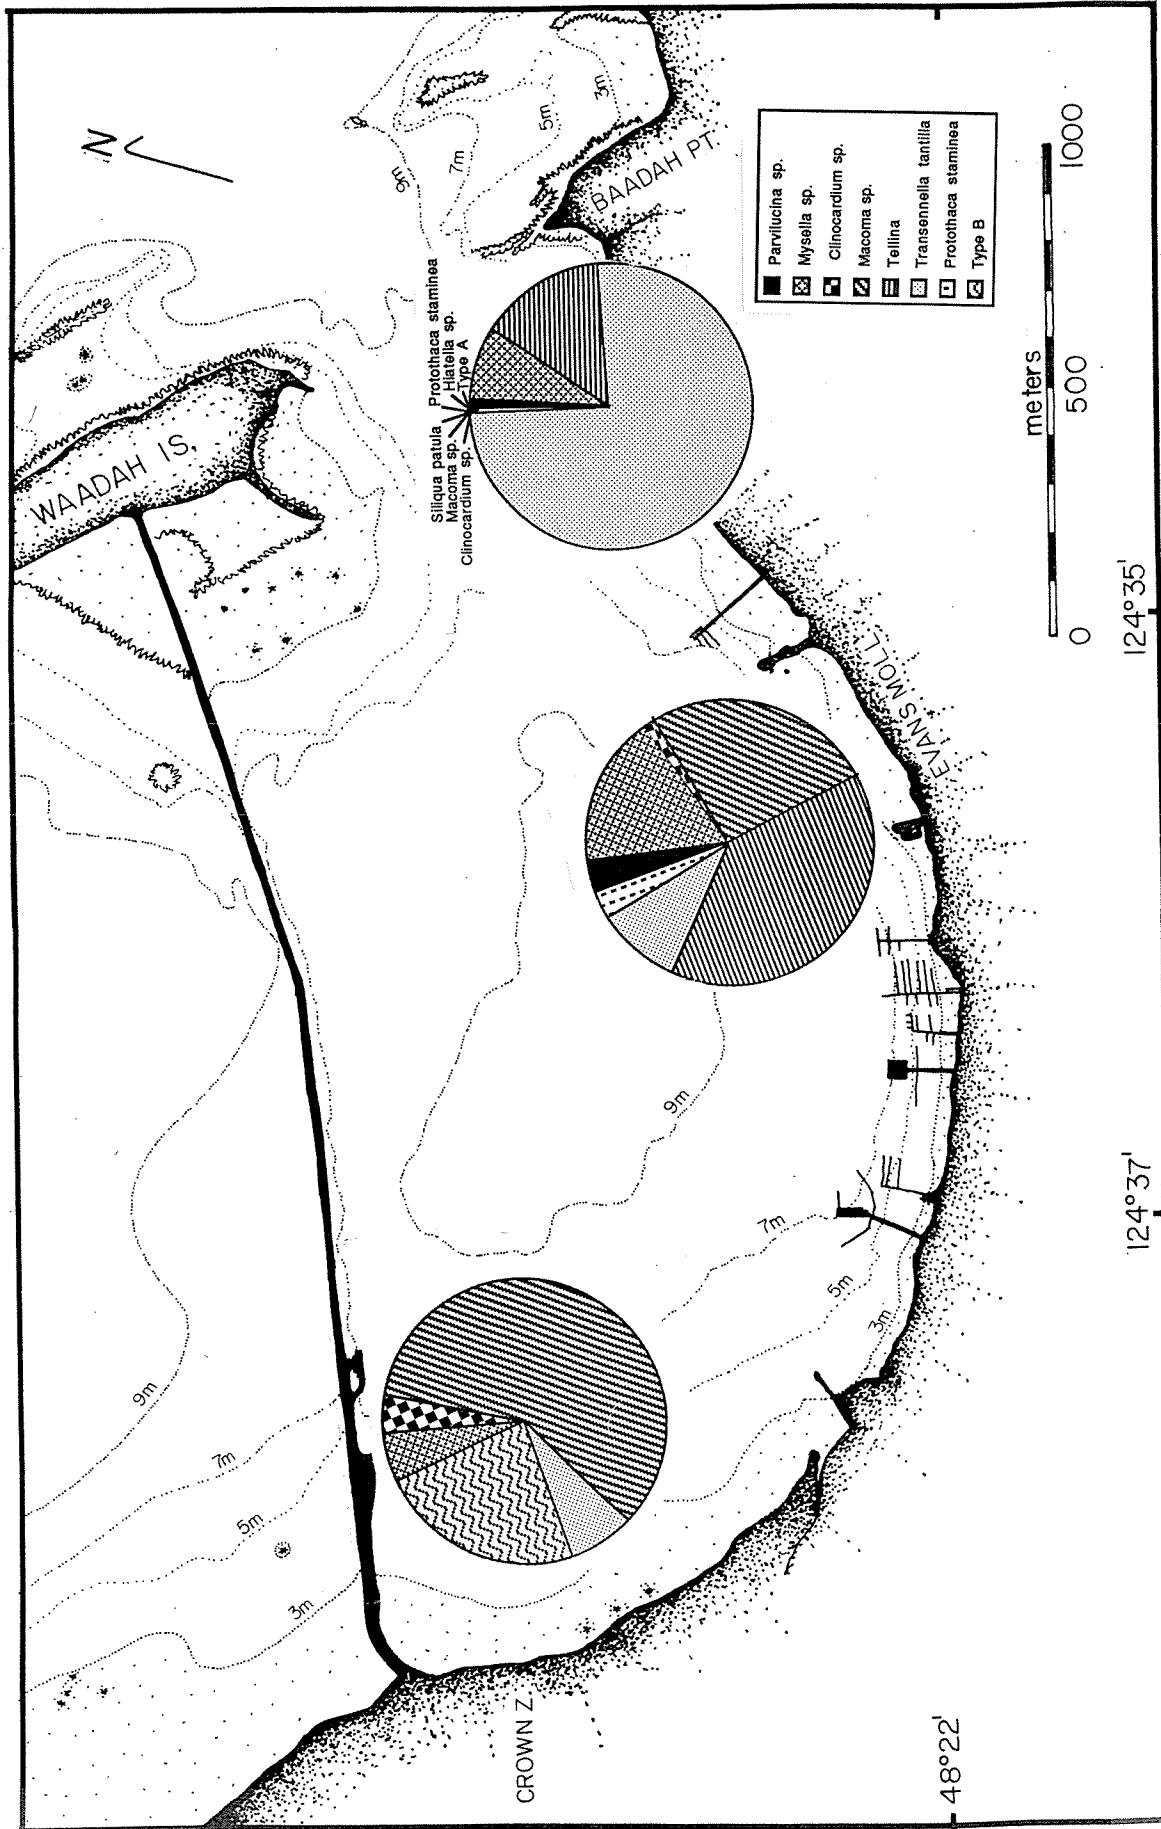 N
WAADAH IS.
BAADAH PT.
9m
7m
5m
3m
Siliqua patula
Macoma sp.
Clinocardium sp.
Protothaca staminea
Hiatella sp.
Type A
Parvilucina sp.
Mysella sp.
Clinocardium sp.
Macoma sp.
Tellina
Transennella tantilla
Protothaca staminea
Type B
meters
0
500
1000
EVANS MOLL
9m
7m
5m
3m
9m
7m
5m
3m
CROWN Z
124°35'
124°37'
48°22'